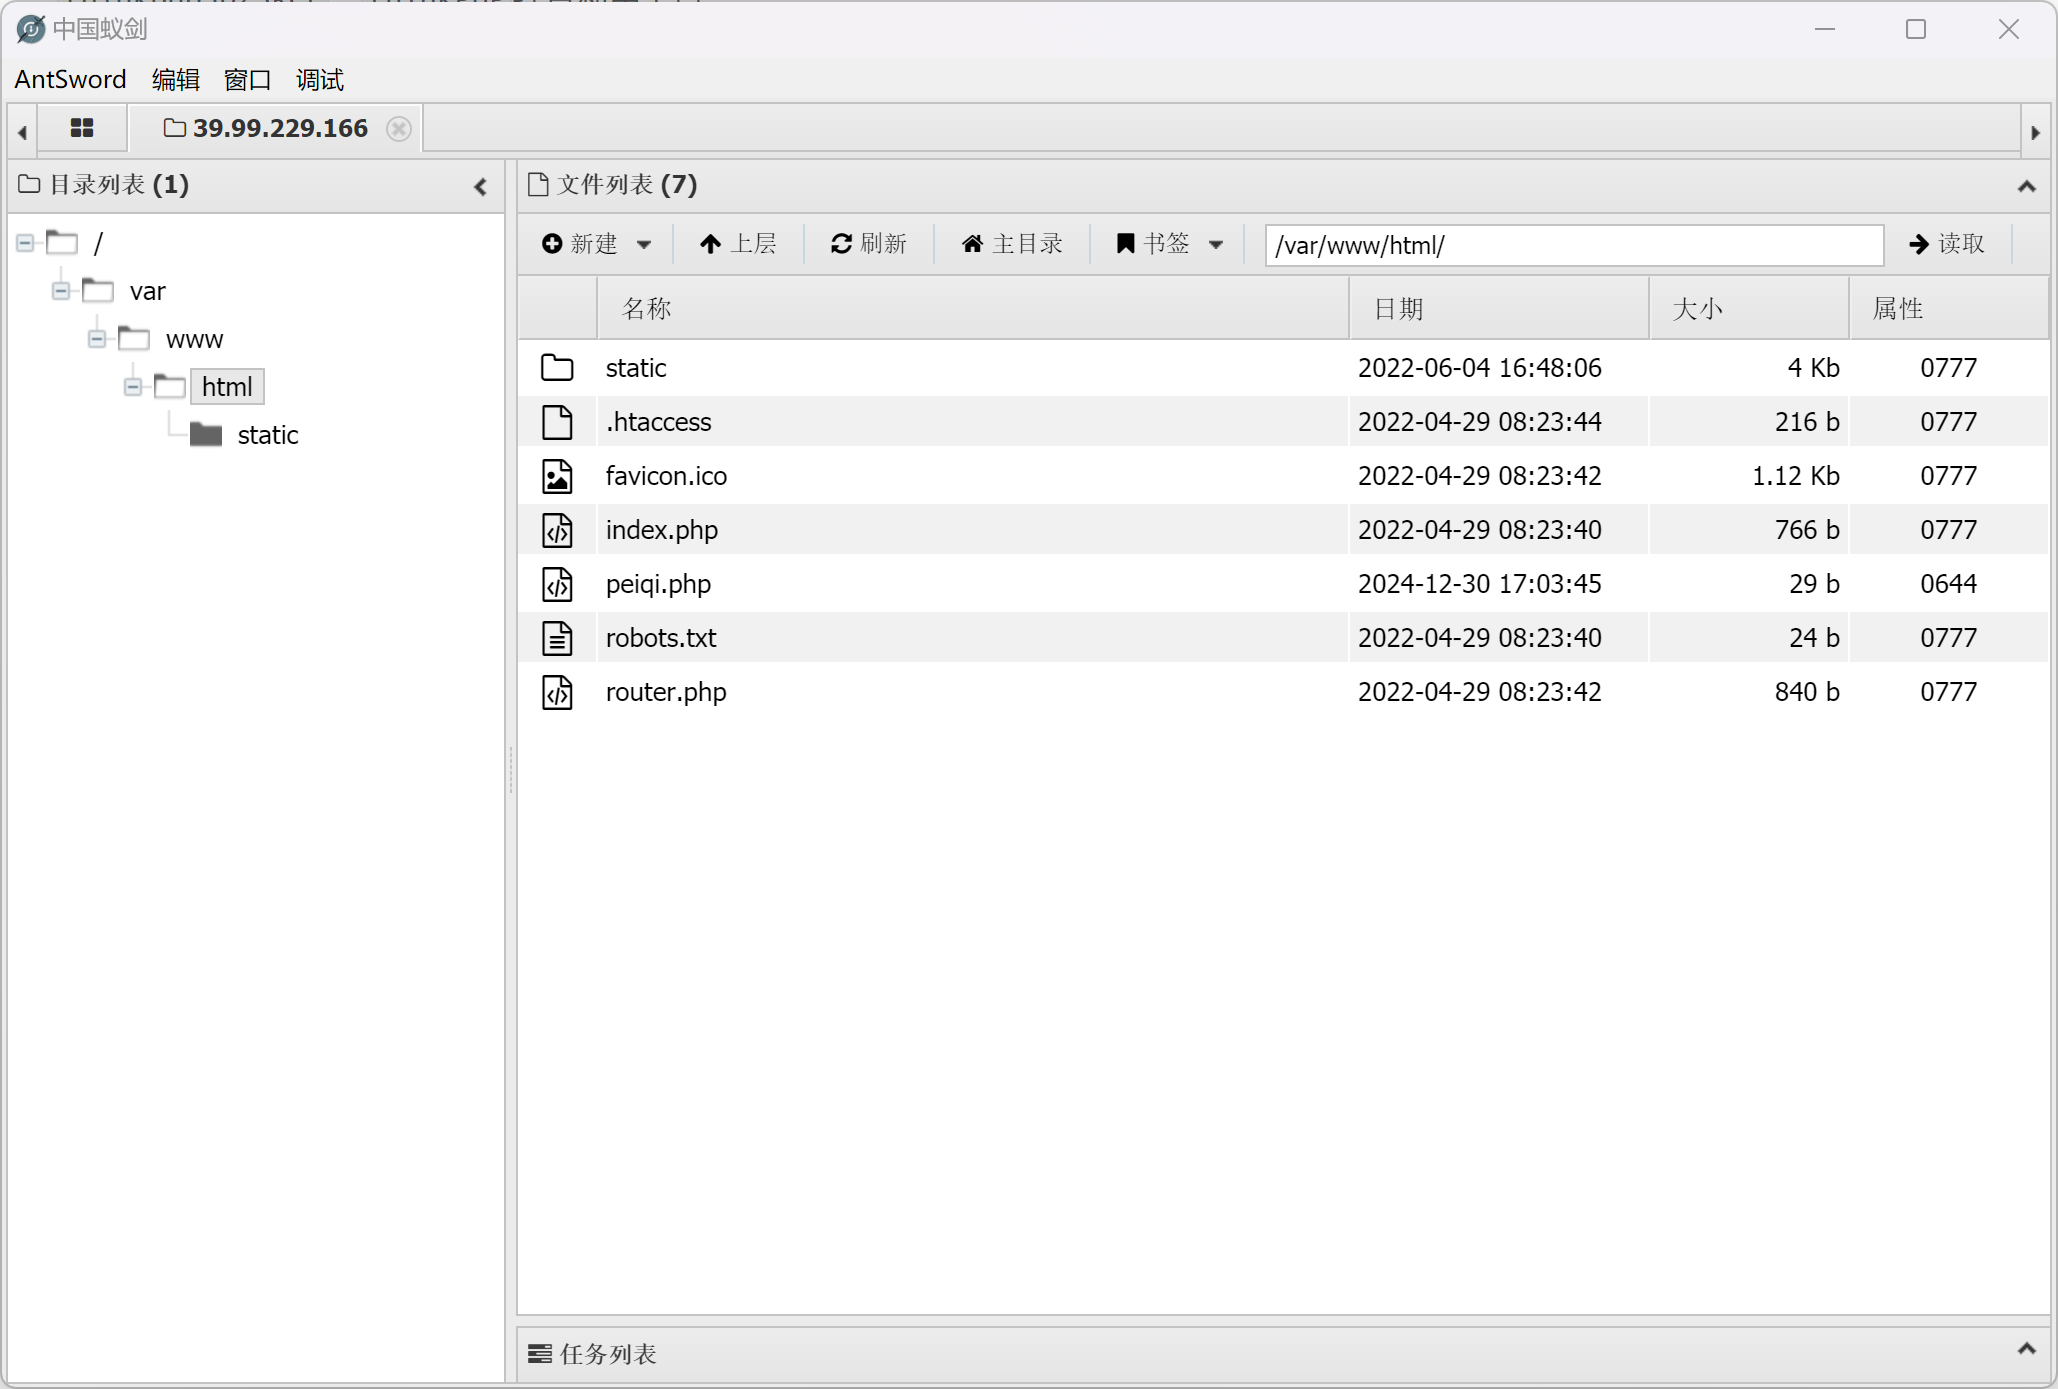 中国蚁剑
AntSword 编辑 窗口 调试
39.99.229.166
目录列表 (1)
/
var
www
html
static
文件列表 (7)
新建 上层 刷新 主目录 书签 /var/www/html/ 读取
名称 日期 大小 属性
static 2022-06-04 16:48:06 4 Kb 0777
.htaccess 2022-04-29 08:23:44 216 b 0777
favicon.ico 2022-04-29 08:23:42 1.12 Kb 0777
index.php 2022-04-29 08:23:40 766 b 0777
peiqi.php 2024-12-30 17:03:45 29 b 0644
robots.txt 2022-04-29 08:23:40 24 b 0777
router.php 2022-04-29 08:23:42 840 b 0777
任务列表